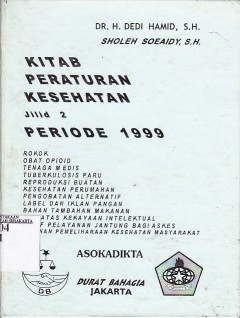 DR. H. DEDI HAMID, S.H.
SHOLEH SOEAIDY, S.H.
KITAB
PERATURAN
KESEHATAN
Jilid 2
PERIODE 1999
ROKOK
OBAT OPIOID
TENAGA MEDIS
TUBERKULOSIS PARU
REPRODUKSI BUATAN
KESEHATAN PERUMAHAN
PENGOBATAN ALTERNATIF
LABEL DAN IKLAN PANGAN
BAHAN TAMBAHAN MAKANAN
ATAS KEKAYAAN INTELEKTUAL
PELAYANAN JANTUNG BAGI ASKES
PEMELIHARAAN KESEHATAN MASYARAKAT
04
ASOKADIKTA
DB
DURAT BAHAGIA
JAKARTA